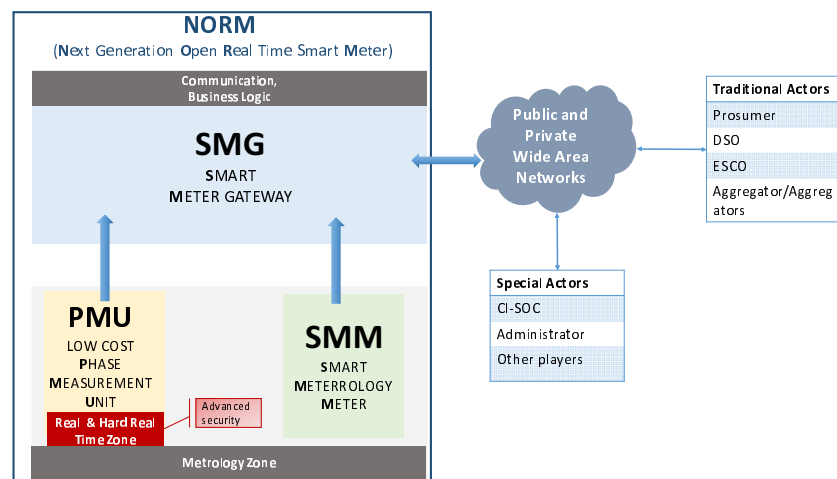 NORM
(Next Generation Open Real Time Smart Meter)
Communication,
Business Logic
SMG
SMART
METER GATEWAY
PMU
LOW COST
PHASE
MEASUREMENT
UNIT
Real & Hard Real
Time Zone
Advanced
security
SMM
SMART
METERROLOGY
METER
Metrology Zone
Public and
Private
Wide Area
Networks
Traditional Actors
Prosumer
DSO
ESCO
Aggregator/Aggreg
ators
Special Actors
CI-SOC
Administrator
Other players